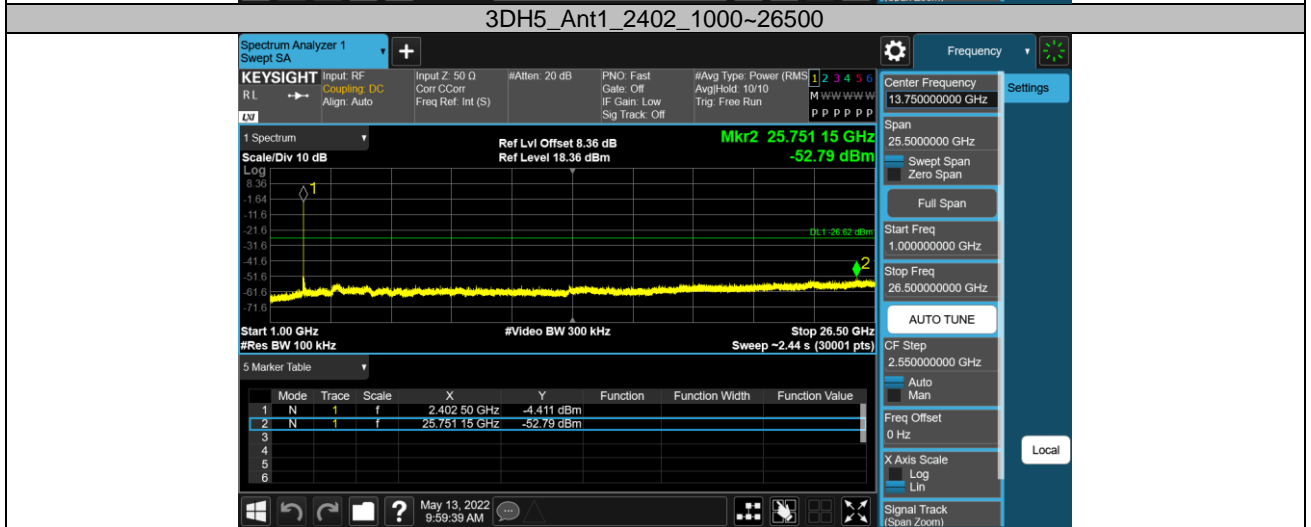 3DH5_Ant1_2402_1000~26500
Spectrum Analyzer 1
Swept SA
+
Frequency
KEYSIGHT
RL
LXI
Input: RF
Coupling: DC
Align: Auto
Input Z: 50 Ω
Corr CCorr
Freq Ref: Int (S)
#Atten: 20 dB
PNO: Fast
Gate: Off
IF Gain: Low
Sig Track: Off
#Avg Type: Power (RMS
Avg|Hold: 10/10
Trig: Free Run
1 2 3 4 5 6
M W W W W W
P P P P P P
1 Spectrum
Scale/Div 10 dB
Ref Lvl Offset 8.36 dB
Ref Level 18.36 dBm
Mkr2 25.751 15 GHz
-52.79 dBm
Log
8.36
-1.64
-11.6
-21.6
-31.6
-41.6
-51.6
-61.6
-71.6
1
DL1 -26.62 dBm
2
Start 1.00 GHz
#Res BW 100 kHz
#Video BW 300 kHz
Stop 26.50 GHz
Sweep ~2.44 s (30001 pts)
5 Marker Table
Mode Trace Scale X Y Function Function Width Function Value
1 N 1 f 2.402 50 GHz -4.411 dBm
2 N 1 f 25.751 15 GHz -52.79 dBm
3
4
5
6
Center Frequency
13.750000000 GHz
Settings
Span
25.5000000 GHz
Swept Span
Zero Span
Full Span
Start Freq
1.000000000 GHz
Stop Freq
26.500000000 GHz
AUTO TUNE
CF Step
2.550000000 GHz
Auto
Man
Freq Offset
0 Hz
X Axis Scale
Log
Lin
Local
Signal Track
(Span Zoom)
?
May 13, 2022
9:59:39 AM